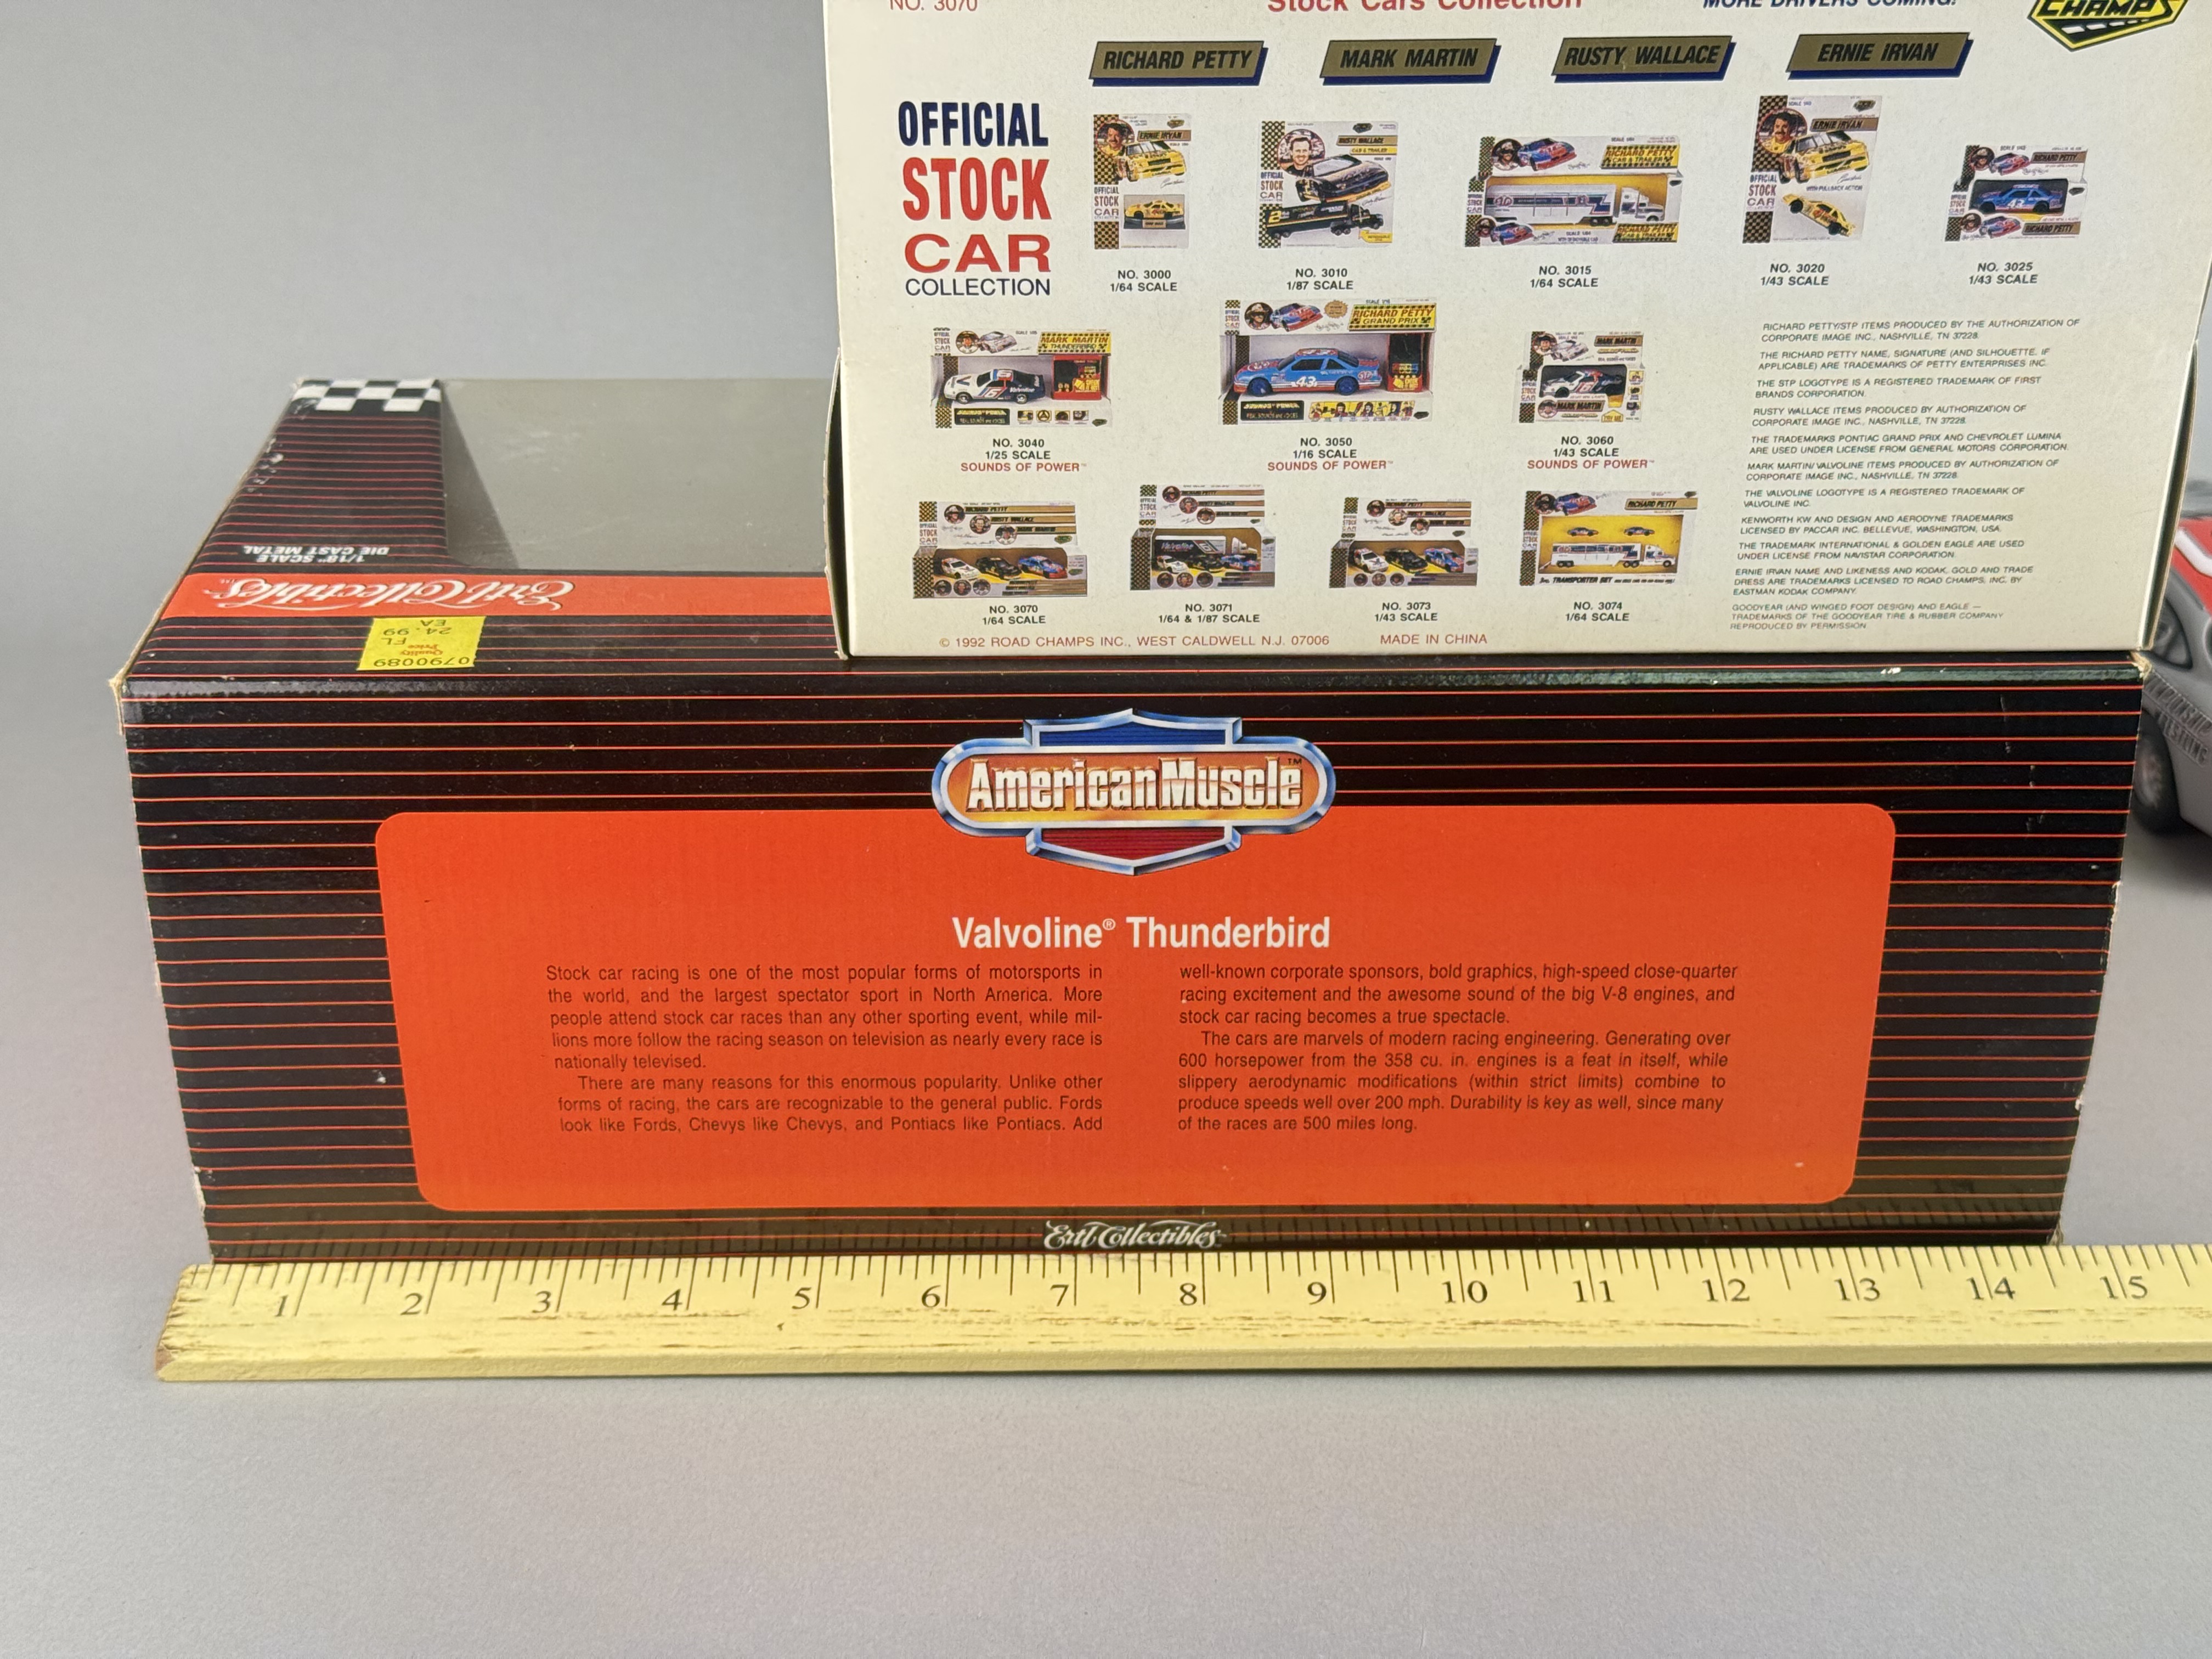 NO. 3070
Stock Cars Collection
MORE DRIVERS COMING!
CHAMPS
RICHARD PETTY
MARK MARTIN
RUSTY WALLACE
ERNIE IRVAN
OFFICIAL
STOCK
CAR
COLLECTION
NO. 3000
1/64 SCALE
NO. 3010
1/87 SCALE
NO. 3015
1/64 SCALE
NO. 3020
1/43 SCALE
NO. 3025
1/43 SCALE
NO. 3040
1/25 SCALE
SOUNDS OF POWER™
NO. 3050
1/16 SCALE
SOUNDS OF POWER™
NO. 3060
1/43 SCALE
SOUNDS OF POWER™
NO. 3070
1/64 SCALE
NO. 3071
1/64 & 1/87 SCALE
NO. 3073
1/43 SCALE
NO. 3074
1/64 SCALE
RICHARD PETTY/STP ITEMS PRODUCED BY THE AUTHORIZATION OF
CORPORATE IMAGE INC., NASHVILLE, TN 37228.
THE RICHARD PETTY NAME, SIGNATURE (AND SILHOUETTE, IF
APPLICABLE) ARE TRADEMARKS OF PETTY ENTERPRISES INC.
THE STP LOGOTYPE IS A REGISTERED TRADEMARK OF FIRST
BRANDS CORPORATION.
RUSTY WALLACE ITEMS PRODUCED BY AUTHORIZATION OF
CORPORATE IMAGE INC., NASHVILLE, TN 37228.
THE TRADEMARKS PONTIAC GRAND PRIX AND CHEVROLET LUMINA
ARE USED UNDER LICENSE FROM GENERAL MOTORS CORPORATION.
MARK MARTIN/VALVOLINE ITEMS PRODUCED BY AUTHORIZATION OF
CORPORATE IMAGE INC., NASHVILLE, TN 37228.
THE VALVOLINE LOGOTYPE IS A REGISTERED TRADEMARK OF
VALVOLINE INC.
KENWORTH KW AND DESIGN AND AERODYNE TRADEMARKS
LICENSED BY PACCAR INC. BELLEVUE, WASHINGTON, USA.
THE TRADEMARK INTERNATIONAL & GOLDEN EAGLE ARE USED
UNDER LICENSE FROM NAVISTAR CORPORATION.
ERNIE IRVAN NAME AND LIKENESS AND KODAK, GOLD AND TRADE
DRESS ARE TRADEMARKS LICENSED TO ROAD CHAMPS, INC. BY
EASTMAN KODAK COMPANY.
GOODYEAR (AND WINGED FOOT DESIGN) AND EAGLE —
TRADEMARKS OF THE GOODYEAR TIRE & RUBBER COMPANY
REPRODUCED BY PERMISSION.
© 1992 ROAD CHAMPS INC., WEST CALDWELL N.J. 07006
MADE IN CHINA
1/18" SCALE
DIE CAST METAL
Ertl Collectibles™
0790089
Quality
Price
FL
24.99
EA
AmericanMuscle™
Valvoline® Thunderbird
Stock car racing is one of the most popular forms of motorsports in
the world, and the largest spectator sport in North America. More
people attend stock car races than any other sporting event, while mil-
lions more follow the racing season on television as nearly every race is
nationally televised.
There are many reasons for this enormous popularity. Unlike other
forms of racing, the cars are recognizable to the general public. Fords
look like Fords, Chevys like Chevys, and Pontiacs like Pontiacs. Add
well-known corporate sponsors, bold graphics, high-speed close-quarter
racing excitement and the awesome sound of the big V-8 engines, and
stock car racing becomes a true spectacle.
The cars are marvels of modern racing engineering. Generating over
600 horsepower from the 358 cu. in. engines is a feat in itself, while
slippery aerodynamic modifications (within strict limits) combine to
produce speeds well over 200 mph. Durability is key as well, since many
of the races are 500 miles long.
Ertl Collectibles
1 2 3 4 5 6 7 8 9 10 11 12 13 14 15